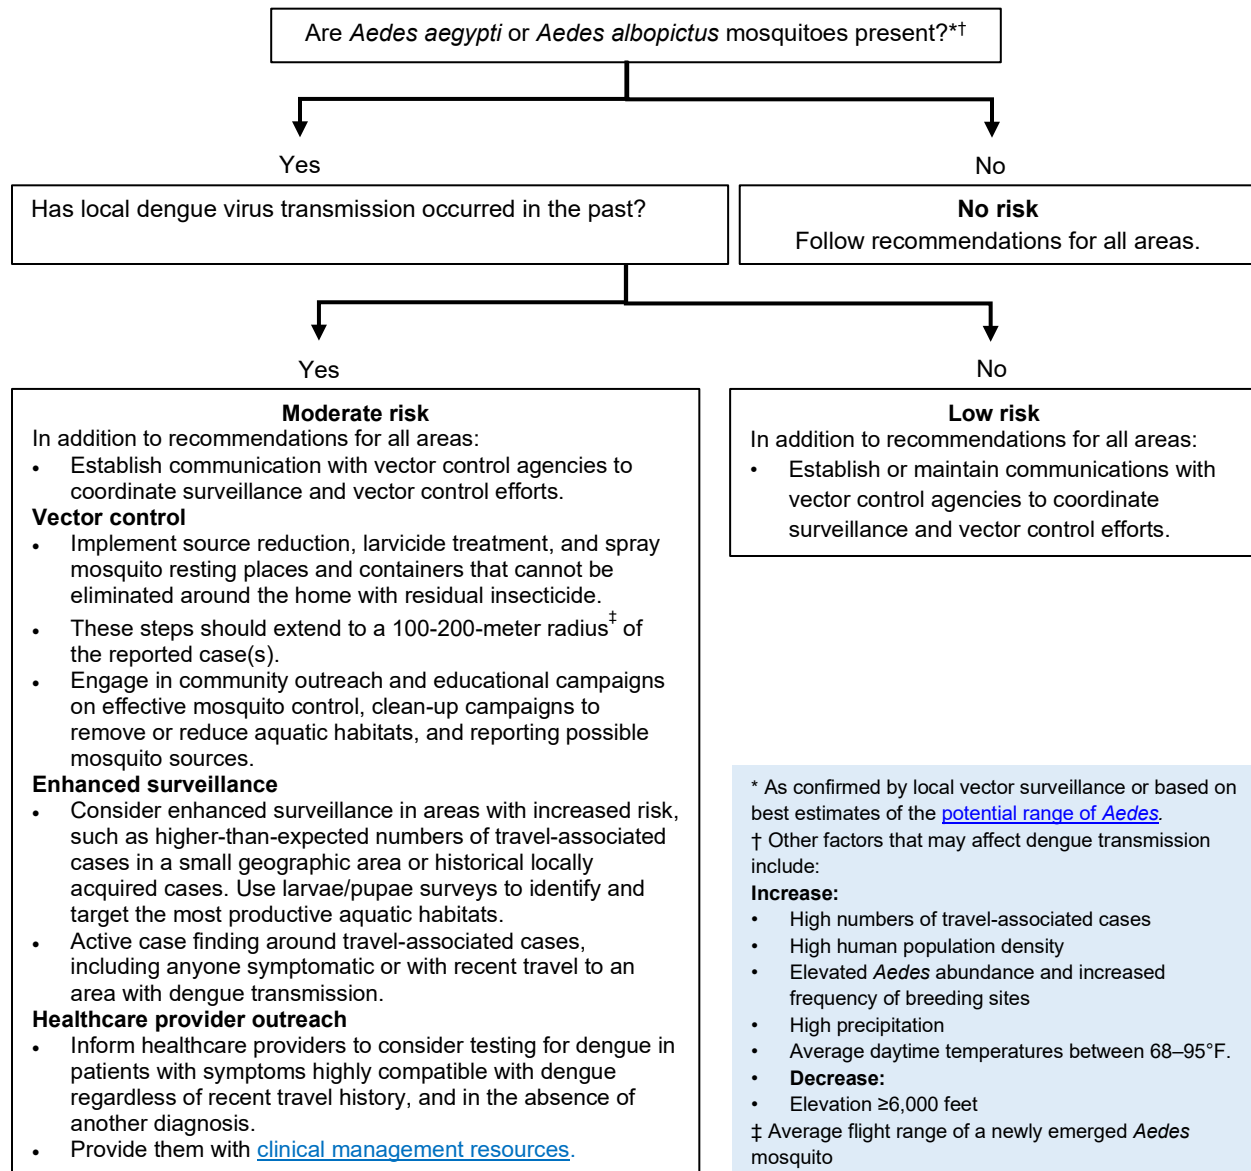 Are Aedes aegypti or Aedes albopictus mosquitoes present?*†
Yes
No
Has local dengue virus transmission occurred in the past?
No risk
Follow recommendations for all areas.
Yes
No
Moderate risk
In addition to recommendations for all areas:
• Establish communication with vector control agencies to
coordinate surveillance and vector control efforts.
Vector control
• Implement source reduction, larvicide treatment, and spray
mosquito resting places and containers that cannot be
eliminated around the home with residual insecticide.
• These steps should extend to a 100-200-meter radius‡ of
the reported case(s).
• Engage in community outreach and educational campaigns
on effective mosquito control, clean-up campaigns to
remove or reduce aquatic habitats, and reporting possible
mosquito sources.
Enhanced surveillance
• Consider enhanced surveillance in areas with increased risk,
such as higher-than-expected numbers of travel-associated
cases in a small geographic area or historical locally
acquired cases. Use larvae/pupae surveys to identify and
target the most productive aquatic habitats.
• Active case finding around travel-associated cases,
including anyone symptomatic or with recent travel to an
area with dengue transmission.
Healthcare provider outreach
• Inform healthcare providers to consider testing for dengue in
patients with symptoms highly compatible with dengue
regardless of recent travel history, and in the absence of
another diagnosis.
• Provide them with clinical management resources.
Low risk
In addition to recommendations for all areas:
• Establish or maintain communications with
vector control agencies to coordinate
surveillance and vector control efforts.
* As confirmed by local vector surveillance or based on
best estimates of the potential range of Aedes.
† Other factors that may affect dengue transmission
include:
Increase:
• High numbers of travel-associated cases
• High human population density
• Elevated Aedes abundance and increased
frequency of breeding sites
• High precipitation
• Average daytime temperatures between 68–95°F.
• Decrease:
• Elevation ≥6,000 feet
‡ Average flight range of a newly emerged Aedes
mosquito